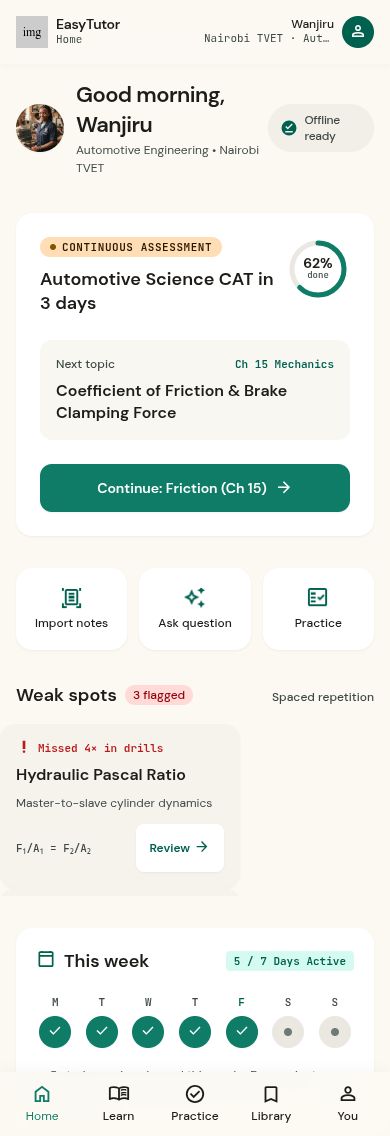 img
EasyTutor
Home
Wanjiru
Nairobi TVET · Aut…
Good morning,
Wanjiru
Automotive Engineering • Nairobi
TVET
Offline
ready
CONTINUOUS ASSESSMENT
Automotive Science CAT in
3 days
62%
done
Next topic
Ch 15 Mechanics
Coefficient of Friction & Brake
Clamping Force
Continue: Friction (Ch 15)
Import notes
Ask question
Practice
Weak spots
3 flagged
Spaced repetition
Missed 4× in drills
Hydraulic Pascal Ratio
Master-to-slave cylinder dynamics
F₁/A₁ = F₂/A₂
Review
This week
5 / 7 Days Active
M T W T F S S
Home
Learn
Practice
Library
You